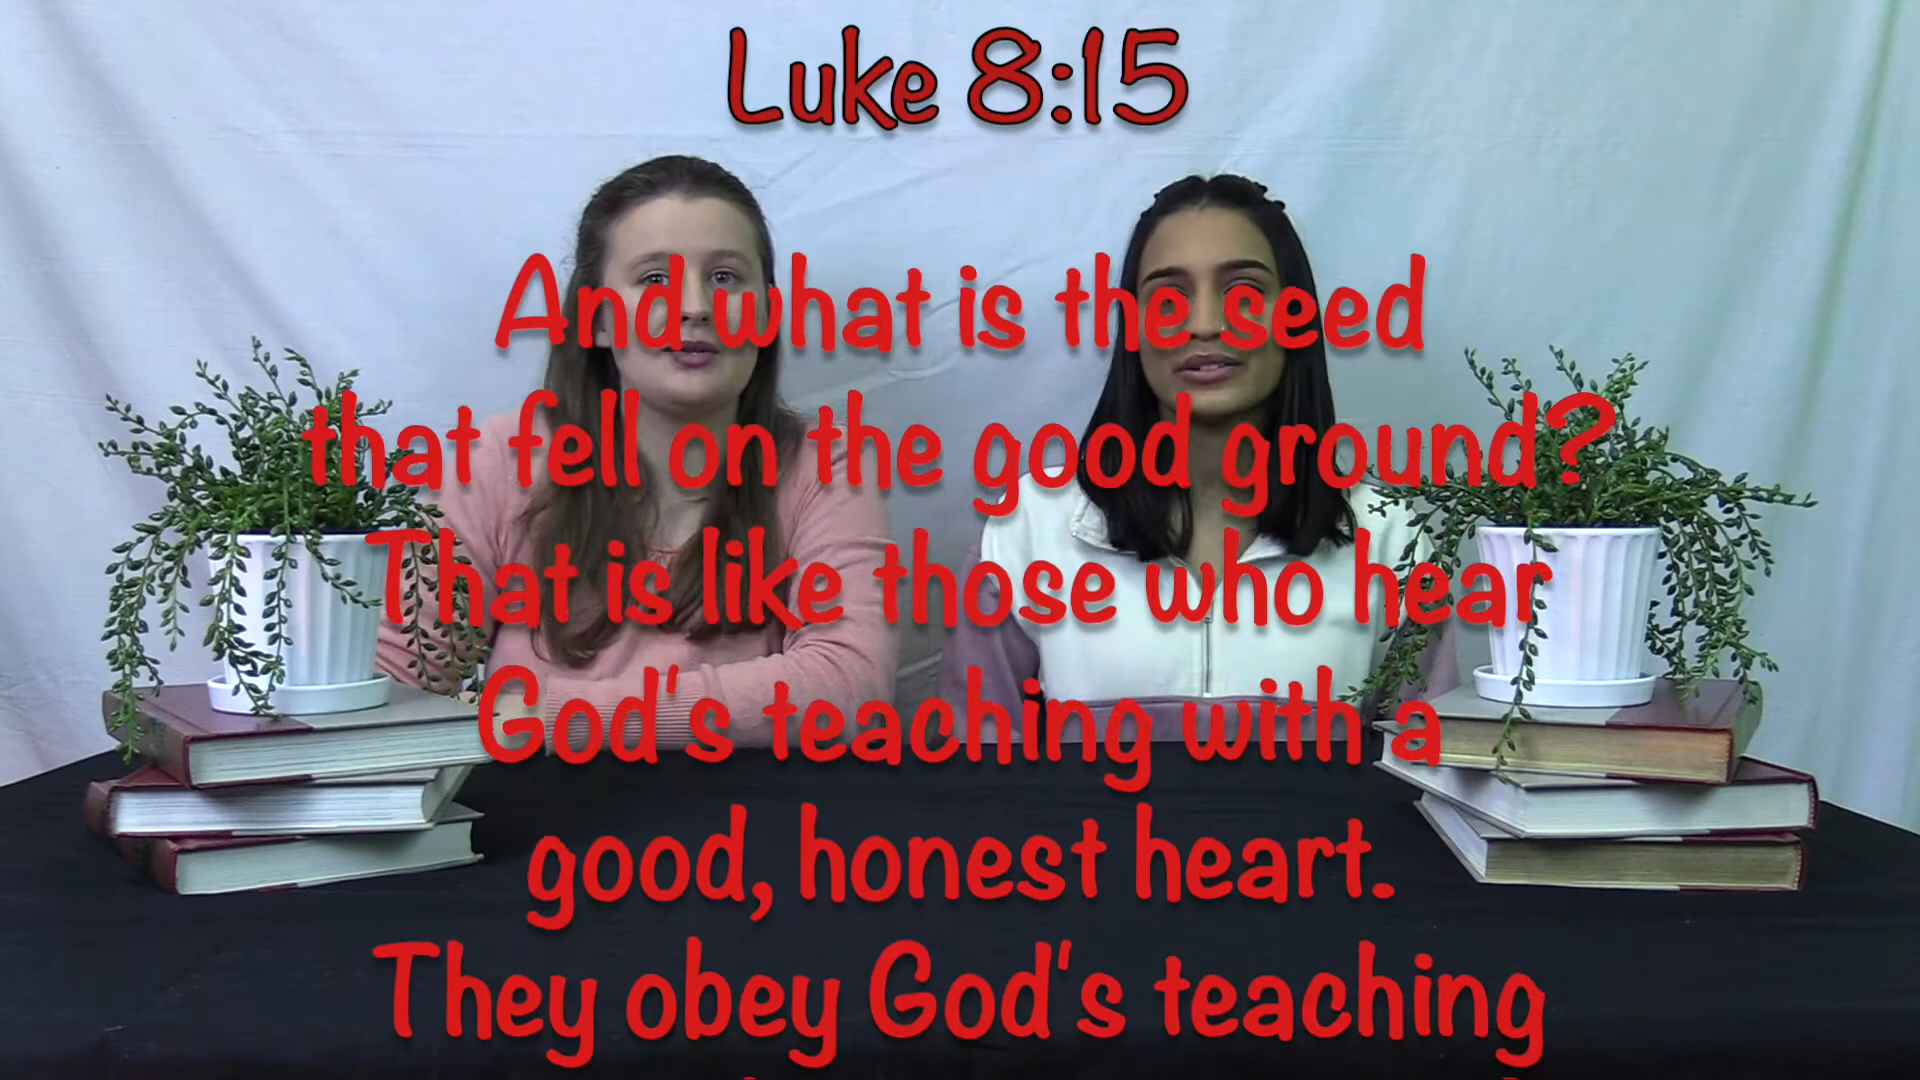 Luke 8:15
And what is the seed
that fell on the good ground?
That is like those who hear
God's teaching with a
good, honest heart.
They obey God's teaching